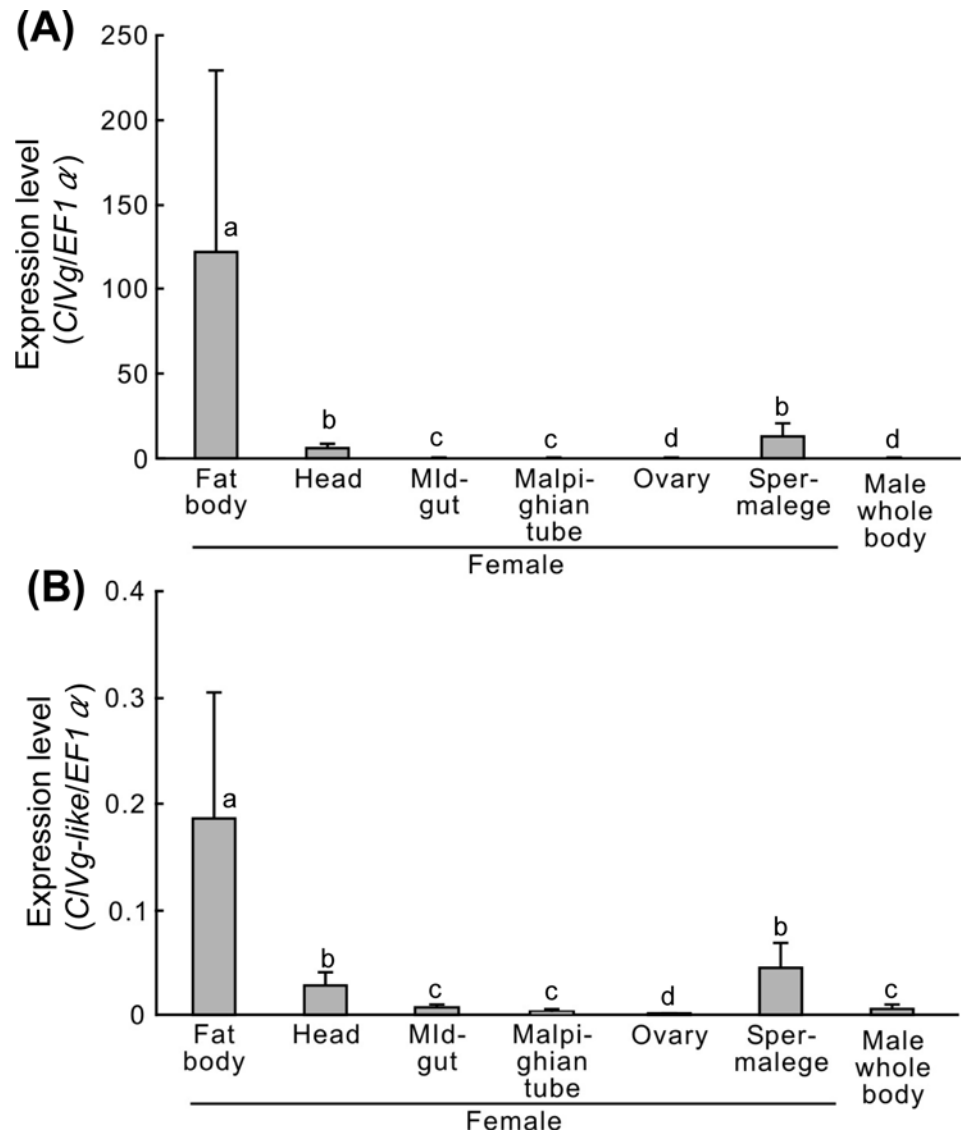 (A)
250
200
150
100
50
0
Expression level
(ClVg/EF1 α)
a
b
c
c
d
b
d
Fat
body
Head
MId-
gut
Malpi-
ghian
tube
Ovary
Sper-
malege
Male
whole
body
Female
(B)
0.4
0.3
0.2
0.1
0
Expression level
(ClVg-like/EF1 α)
a
b
c
c
d
b
c
Fat
body
Head
MId-
gut
Malpi-
ghian
tube
Ovary
Sper-
malege
Male
whole
body
Female